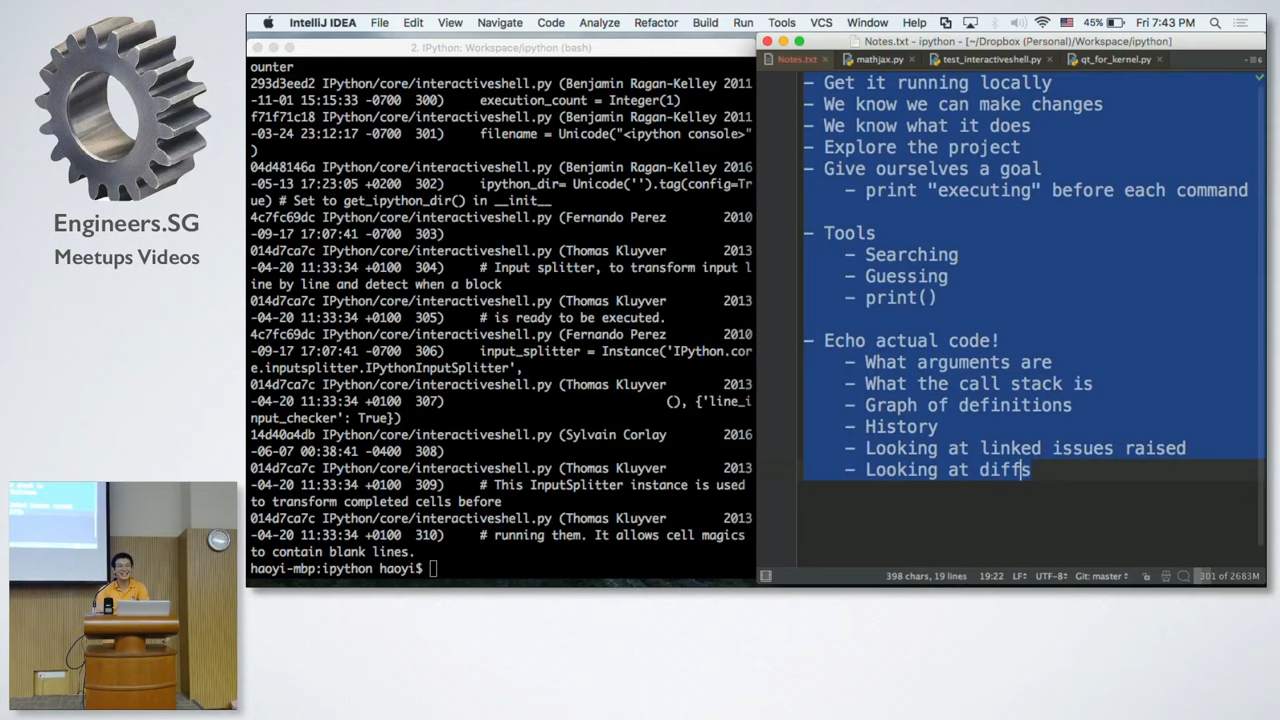 IntelliJ IDEA File Edit View Navigate Code Analyze Refactor Build Run Tools VCS Window Help 45% Fri 7:43 PM
2. IPython: Workspace/ipython (bash)
ounter
293d3eed2 IPython/core/interactiveshell.py (Benjamin Ragan-Kelley 2011
-11-01 15:15:33 -0700 300) execution_count = Integer(1)
f71f71c18 IPython/core/interactiveshell.py (Benjamin Ragan-Kelley 2011
-03-24 23:12:17 -0700 301) filename = Unicode("<ipython console>"
)
04d48146a IPython/core/interactiveshell.py (Benjamin Ragan-Kelley 2016
-05-13 17:23:05 +0200 302) ipython_dir= Unicode('').tag(config=Tr
ue) # Set to get_ipython_dir() in __init__
4c7fc69dc IPython/core/interactiveshell.py (Fernando Perez 2010
-09-17 17:07:41 -0700 303)
014d7ca7c IPython/core/interactiveshell.py (Thomas Kluyver 2013
-04-20 11:33:34 +0100 304) # Input splitter, to transform input l
ine by line and detect when a block
014d7ca7c IPython/core/interactiveshell.py (Thomas Kluyver 2013
-04-20 11:33:34 +0100 305) # is ready to be executed.
4c7fc69dc IPython/core/interactiveshell.py (Fernando Perez 2010
-09-17 17:07:41 -0700 306) input_splitter = Instance('IPython.cor
e.inputsplitter.IPythonInputSplitter',
014d7ca7c IPython/core/interactiveshell.py (Thomas Kluyver 2013
-04-20 11:33:34 +0100 307) (), {'line_i
nput_checker': True})
14d40a4db IPython/core/interactiveshell.py (Sylvain Corlay 2016
-06-07 00:38:41 -0400 308)
014d7ca7c IPython/core/interactiveshell.py (Thomas Kluyver 2013
-04-20 11:33:34 +0100 309) # This InputSplitter instance is used
to transform completed cells before
014d7ca7c IPython/core/interactiveshell.py (Thomas Kluyver 2013
-04-20 11:33:34 +0100 310) # running them. It allows cell magics
to contain blank lines.
haoyi-mbp:ipython haoyi$
Notes.txt - ipython - [~/Dropbox (Personal)/Workspace/ipython]
Notes.txt mathjax.py test_interactiveshell.py qt_for_kernel.py
- Get it running locally
- We know we can make changes
- We know what it does
- Explore the project
- Give ourselves a goal
- print "executing" before each command
- Tools
- Searching
- Guessing
- print()
- Echo actual code!
- What arguments are
- What the call stack is
- Graph of definitions
- History
- Looking at linked issues raised
- Looking at diffs
398 chars, 19 lines 19:22 LF UTF-8 Git: master 301 of 2683M
Engineers.SG
Meetups Videos